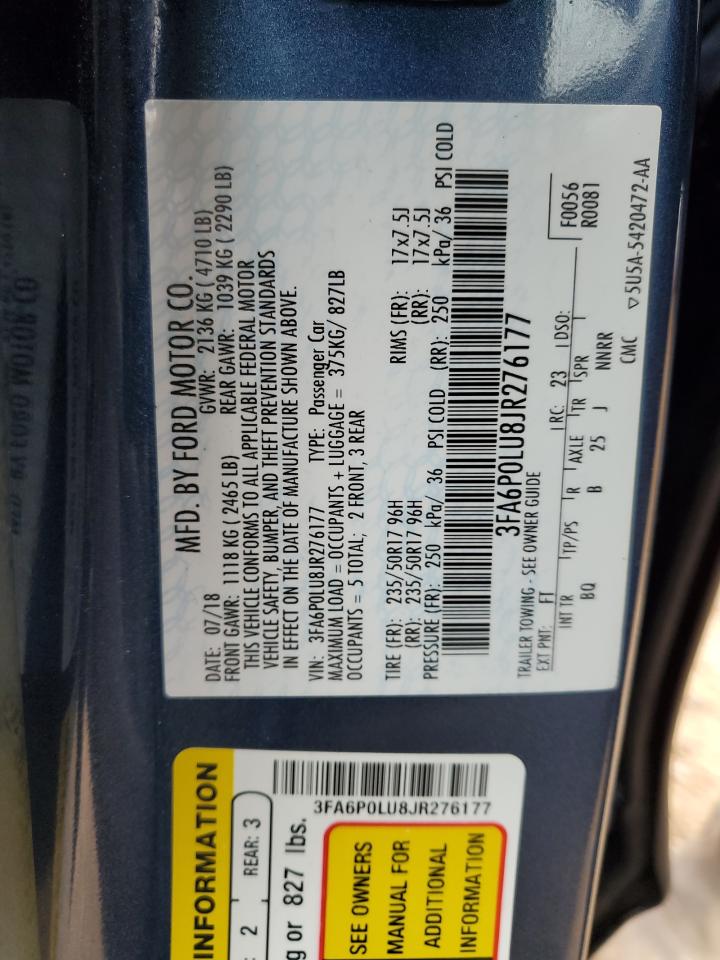 MFD. BY FORD MOTOR CO.
DATE: 07/18 GVWR: 2136 KG ( 4710 LB)
FRONT GAWR: 1118 KG ( 2465 LB) REAR GAWR: 1039 KG ( 2290 LB)
THIS VEHICLE CONFORMS TO ALL APPLICABLE FEDERAL MOTOR
VEHICLE SAFETY, BUMPER, AND THEFT PREVENTION STANDARDS
IN EFFECT ON THE DATE OF MANUFACTURE SHOWN ABOVE.
VIN: 3FA6P0LU8JR276177 TYPE: Passenger Car
MAXIMUM LOAD = OCCUPANTS + LUGGAGE = 375KG/ 827LB
OCCUPANTS = 5 TOTAL; 2 FRONT, 3 REAR
TIRE (FR): 235/50R17 96H RIMS (FR): 17x7.5J
(RR): 235/50R17 96H (RR): 17x7.5J
PRESSURE (FR): 250 kPa/ 36 PSI COLD (RR): 250 kPa/ 36 PSI COLD
3FA6P0LU8JR276177
TRAILER TOWING - SEE OWNER GUIDE
EXT PNT: FT RC: 23 DSO: F0056
R0081
INT TR TP/PS R AXLE TR SPR
BQ B 25 J NNRR
CMC ▽5U5A-5420472-AA
INFORMATION
: 2 REAR: 3
g or 827 lbs.
3FA6P0LU8JR276177
SEE OWNERS
MANUAL FOR
ADDITIONAL
INFORMATION